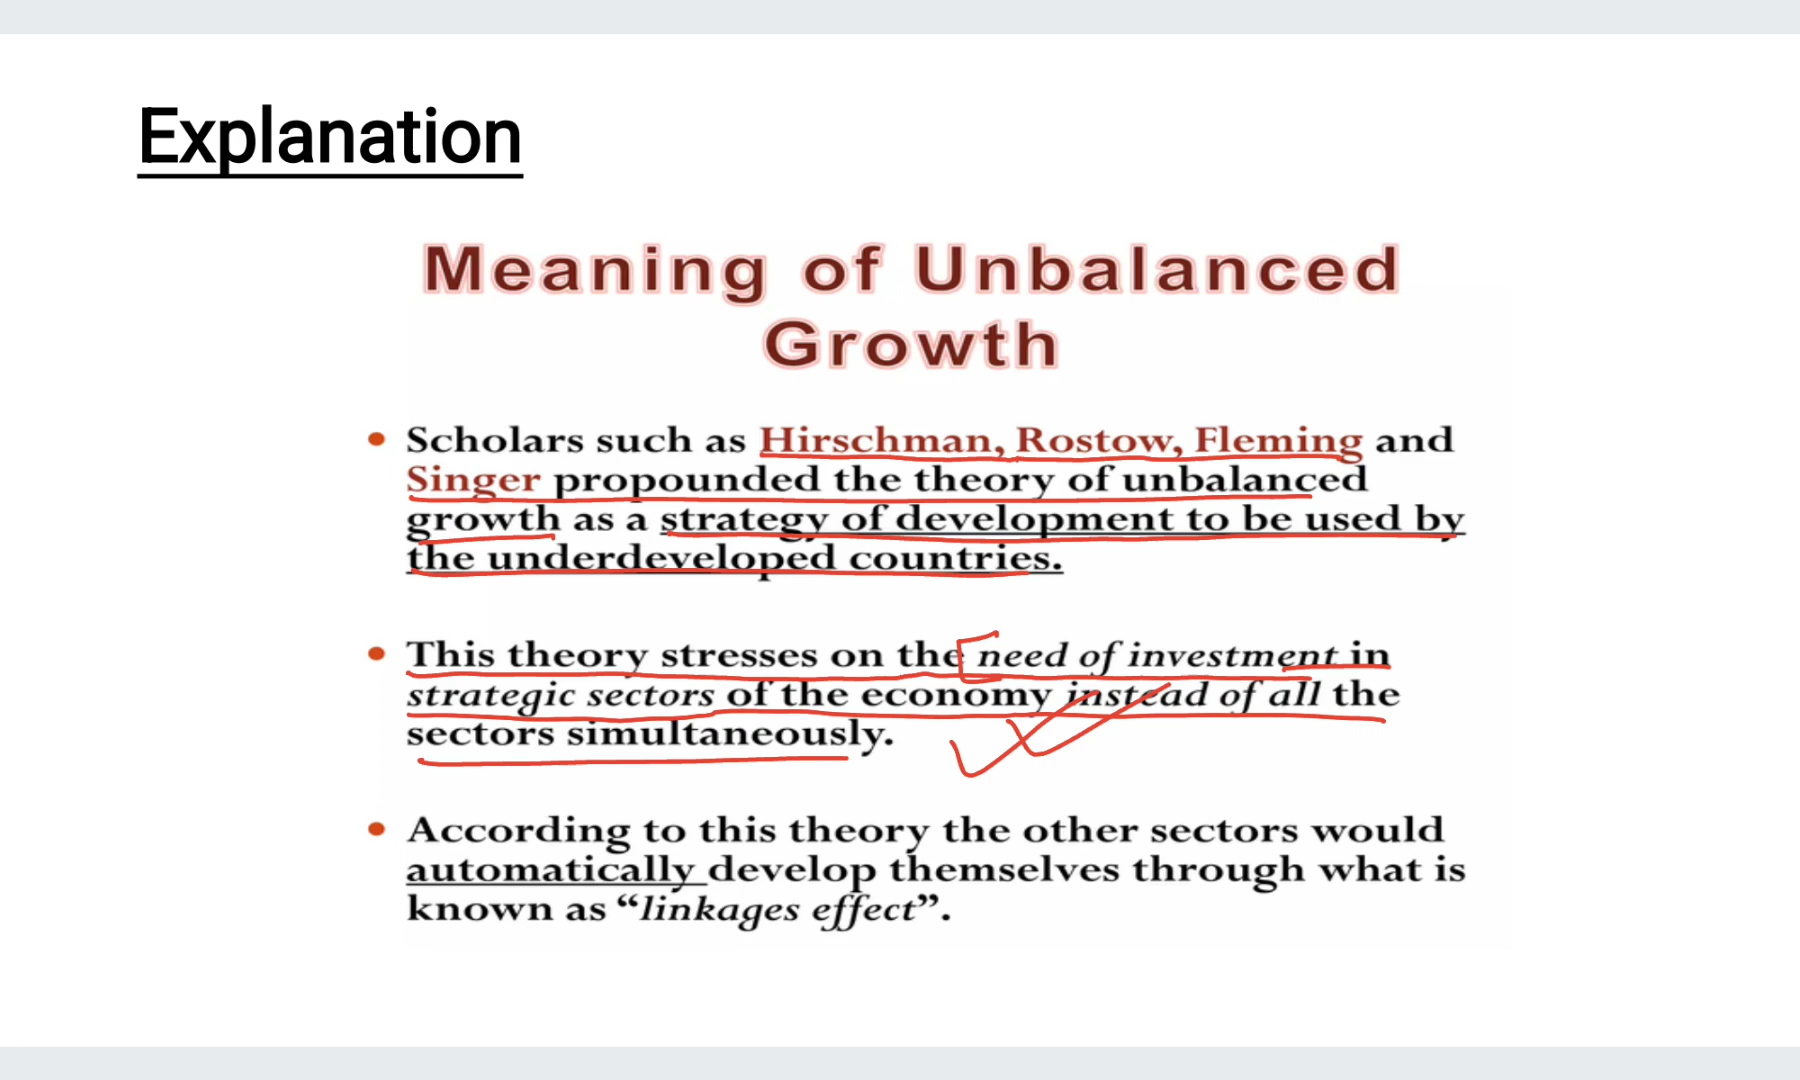 Explanation
Meaning of Unbalanced
Growth
• Scholars such as Hirschman, Rostow, Fleming and
Singer propounded the theory of unbalanced
growth as a strategy of development to be used by
the underdeveloped countries.
• This theory stresses on the need of investment in
strategic sectors of the economy instead of all the
sectors simultaneously.
• According to this theory the other sectors would
automatically develop themselves through what is
known as “linkages effect”.